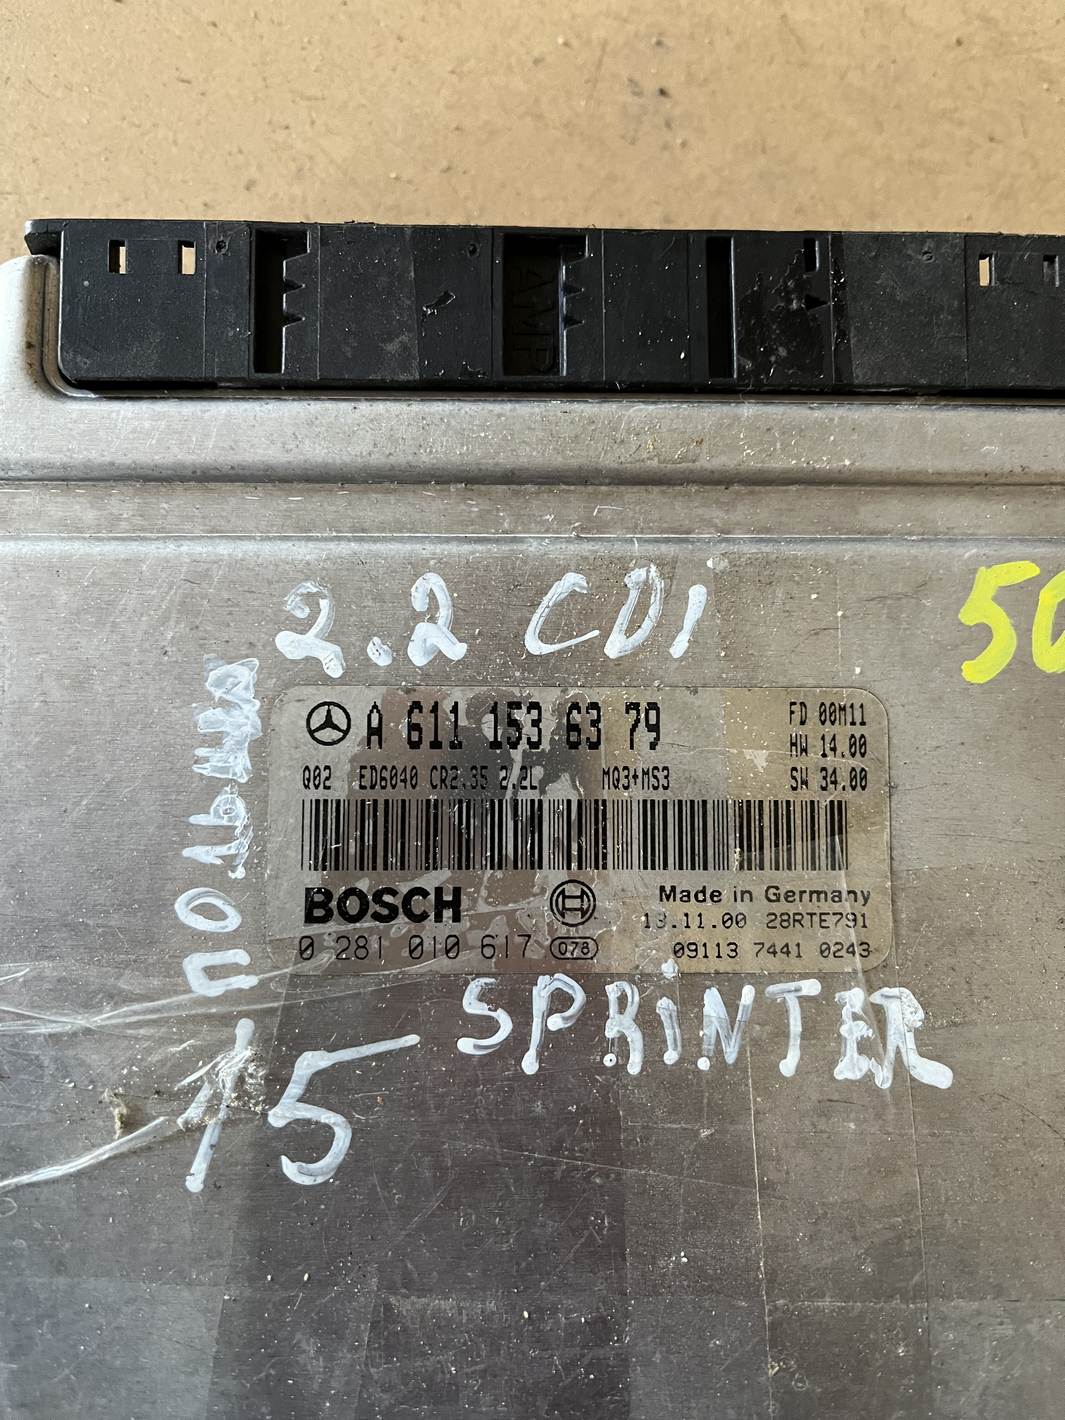 AMP
2.2 CDI
50
A 611 153 63 79
FD 00M11
HW 14.00
Q02 ED6040 CR2.35 2.2L MQ3+MS3
SW 34.00
BOSCH
Made in Germany
13.11.00 28RTE791
0 281 010 617 078
09113 7441 0243
SPRINTER
15